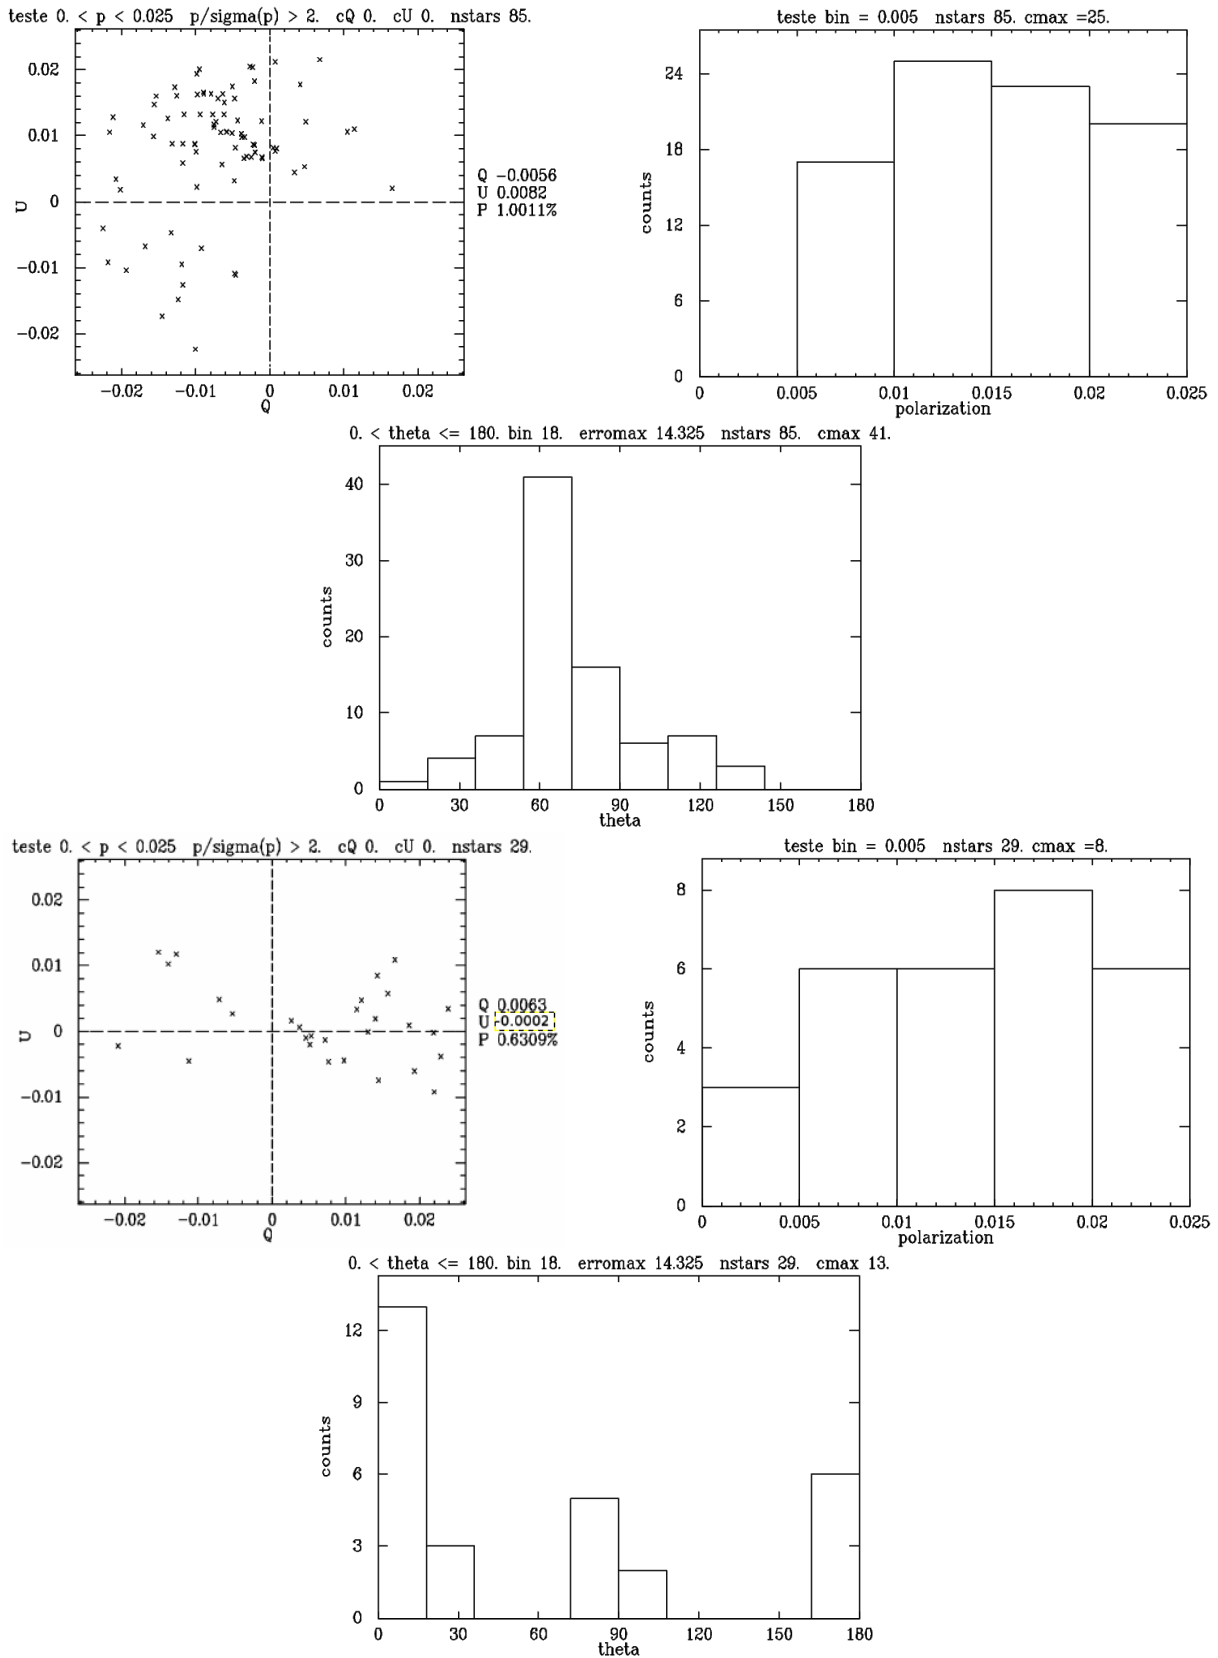 teste 0. < p < 0.025 p/sigma(p) > 2. cQ 0. cU 0. nstars 85.
0.02
0.01
0
-0.01
-0.02
U
-0.02 -0.01 0 0.01 0.02
Q
Q -0.0056
U 0.0082
P 1.0011%
teste bin = 0.005 nstars 85. cmax =25.
24
18
12
6
0
counts
0 0.005 0.01 0.015 0.02 0.025
polarization
0. < theta <= 180. bin 18. erromax 14.325 nstars 85. cmax 41.
40
30
20
10
0
counts
0 30 60 90 120 150 180
theta
teste 0. < p < 0.025 p/sigma(p) > 2. cQ 0. cU 0. nstars 29.
0.02
0.01
0
-0.01
-0.02
U
-0.02 -0.01 0 0.01 0.02
Q
Q 0.0063
U -0.0002
P 0.6309%
teste bin = 0.005 nstars 29. cmax =8.
8
6
4
2
0
counts
0 0.005 0.01 0.015 0.02 0.025
polarization
0. < theta <= 180. bin 18. erromax 14.325 nstars 29. cmax 13.
12
9
6
3
0
counts
0 30 60 90 120 150 180
theta